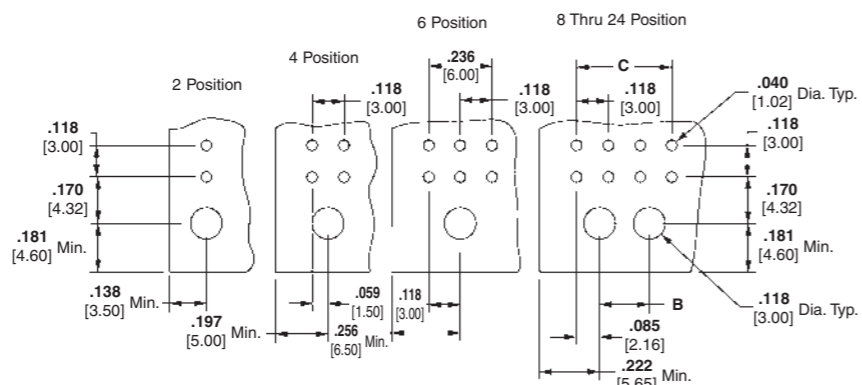 6 Position
8 Thru 24 Position
4 Position
2 Position
.236
[6.00]
C
.118
[3.00]
.118
[3.00]
.118
[3.00]
.040
[1.02] Dia. Typ.
.118
[3.00]
.118
[3.00]
.170
[4.32]
.170
[4.32]
.181
[4.60] Min.
.181
[4.60] Min.
.138
[3.50] Min.
.197
[5.00] Min.
.059
[1.50]
.256
[6.50] Min.
.118
[3.00]
B
.118
[3.00] Dia. Typ.
.085
[2.16]
.222
[5.65] Min.